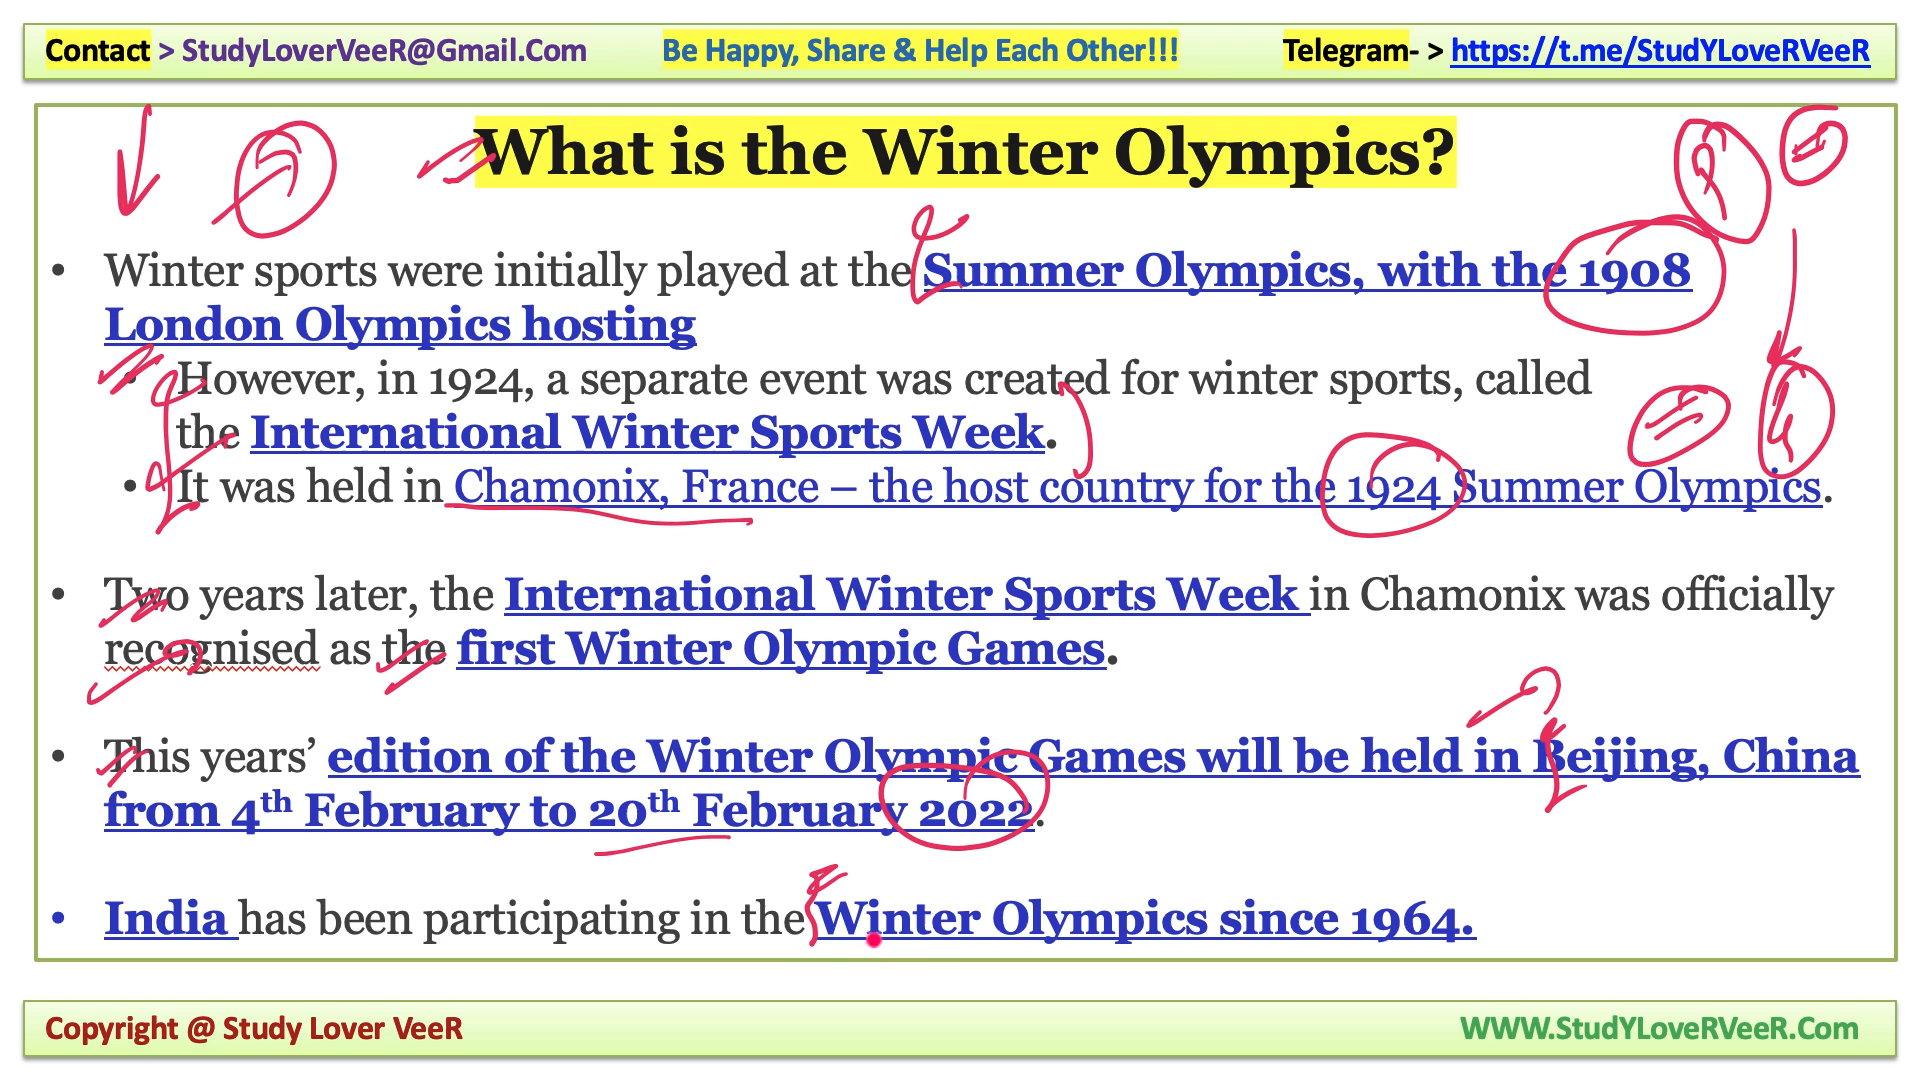 Contact > StudyLoverVeeR@Gmail.Com Be Happy, Share & Help Each Other!!! Telegram- > https://t.me/StudYLoveRVeeR
What is the Winter Olympics?
• Winter sports were initially played at the Summer Olympics, with the 1908
London Olympics hosting
• However, in 1924, a separate event was created for winter sports, called
the International Winter Sports Week.
• It was held in Chamonix, France – the host country for the 1924 Summer Olympics.
• Two years later, the International Winter Sports Week in Chamonix was officially
recognised as the first Winter Olympic Games.
• This years’ edition of the Winter Olympic Games will be held in Beijing, China
from 4th February to 20th February 2022.
• India has been participating in the Winter Olympics since 1964.
Copyright @ Study Lover VeeR WWW.StudYLoveRVeeR.Com